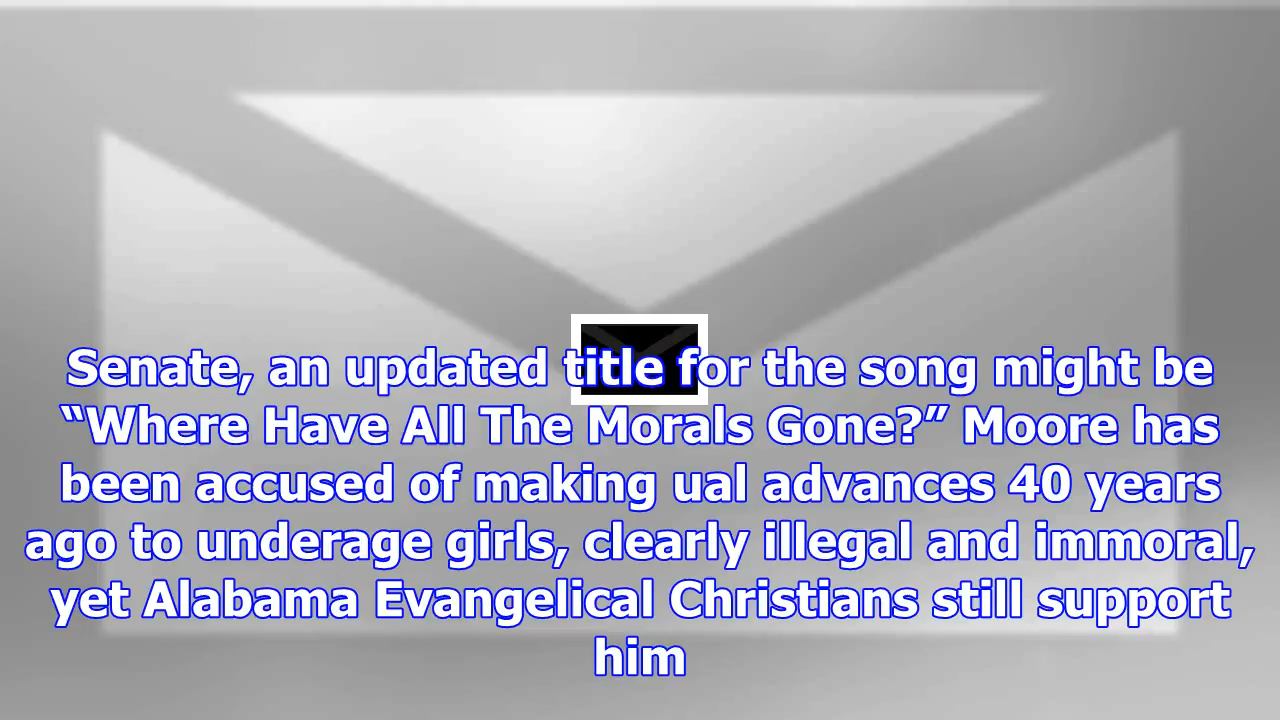 Senate, an updated title for the song might be
“Where Have All The Morals Gone?” Moore has
been accused of making ual advances 40 years
ago to underage girls, clearly illegal and immoral,
yet Alabama Evangelical Christians still support
him